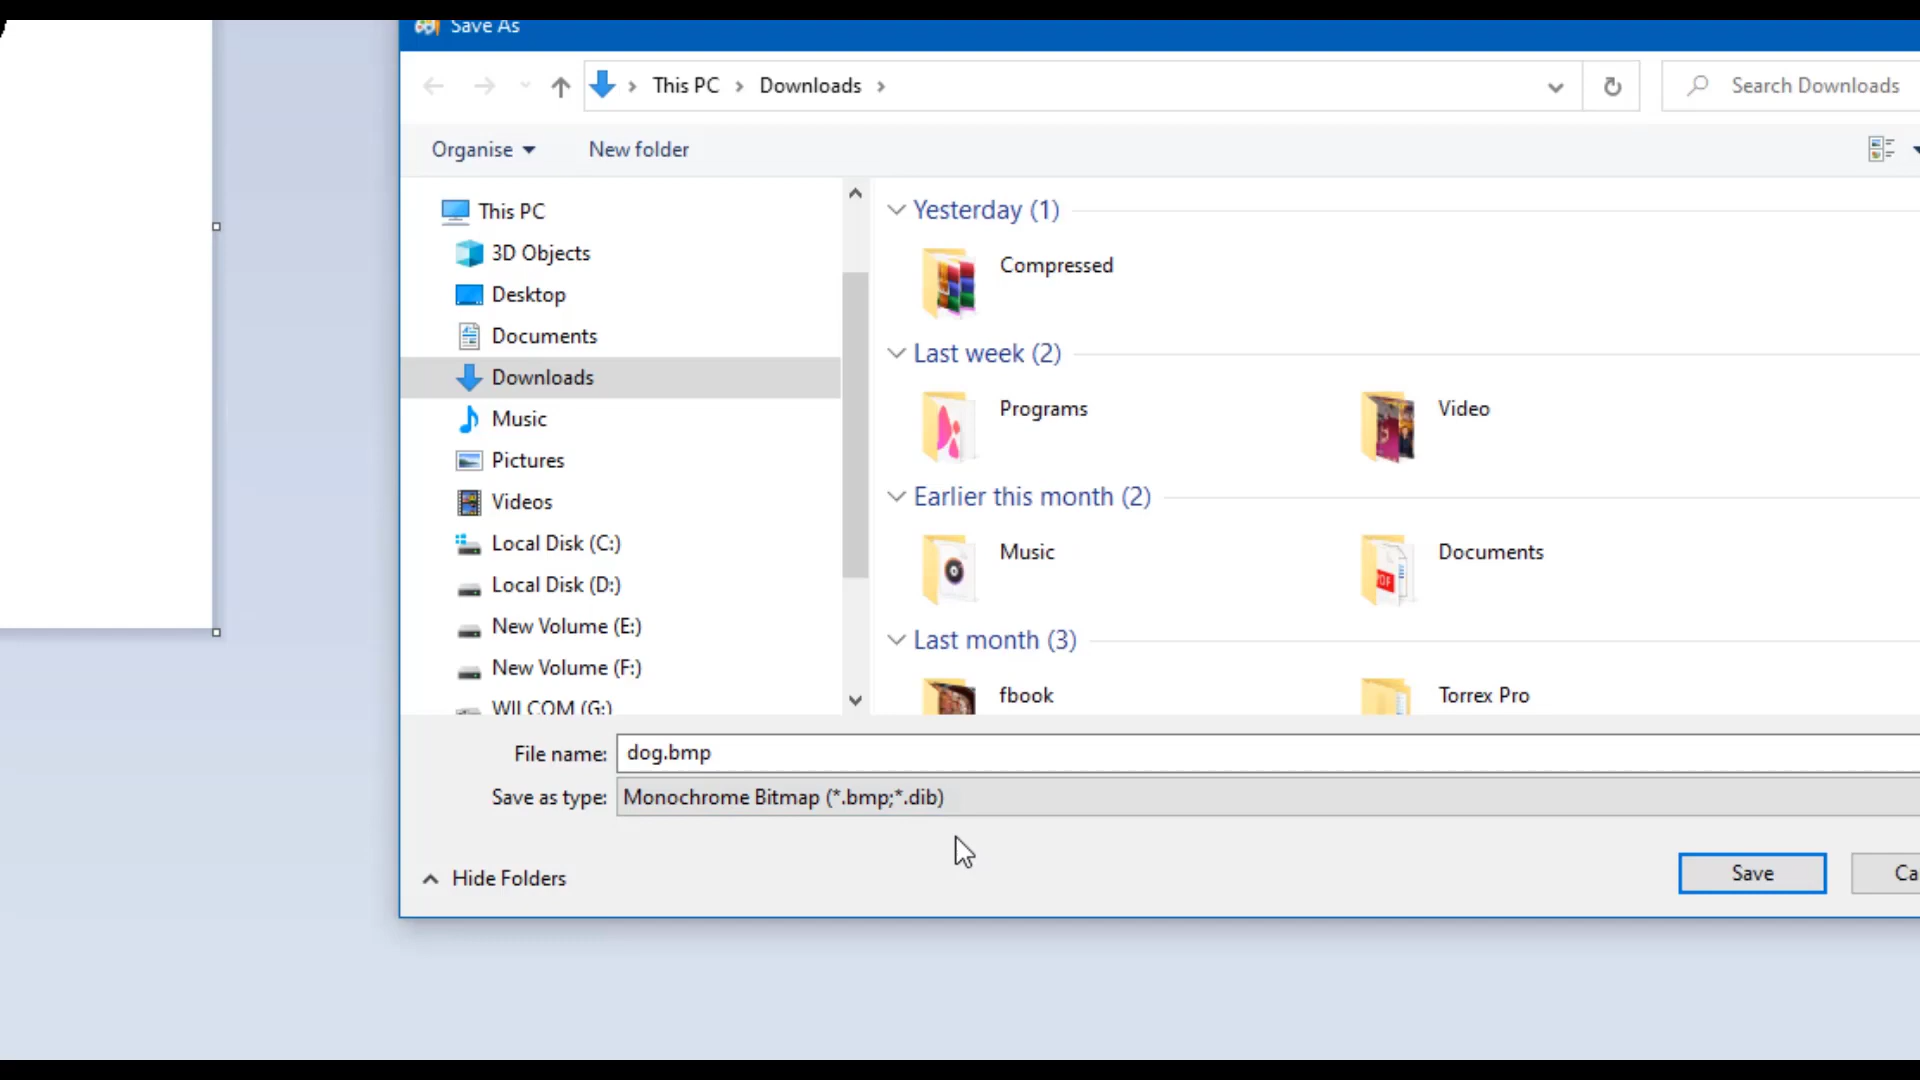 Save As
This PC
Downloads
Search Downloads
Organise
New folder
This PC
3D Objects
Desktop
Documents
Downloads
Music
Pictures
Videos
Local Disk (C:)
Local Disk (D:)
New Volume (E:)
New Volume (F:)
WILCOM (G:)
Yesterday (1)
Compressed
Last week (2)
Programs
Video
Earlier this month (2)
Music
Documents
Last month (3)
fbook
Torrex Pro
File name: dog.bmp
Save as type: Monochrome Bitmap (*.bmp;*.dib)
Hide Folders
Save
Ca